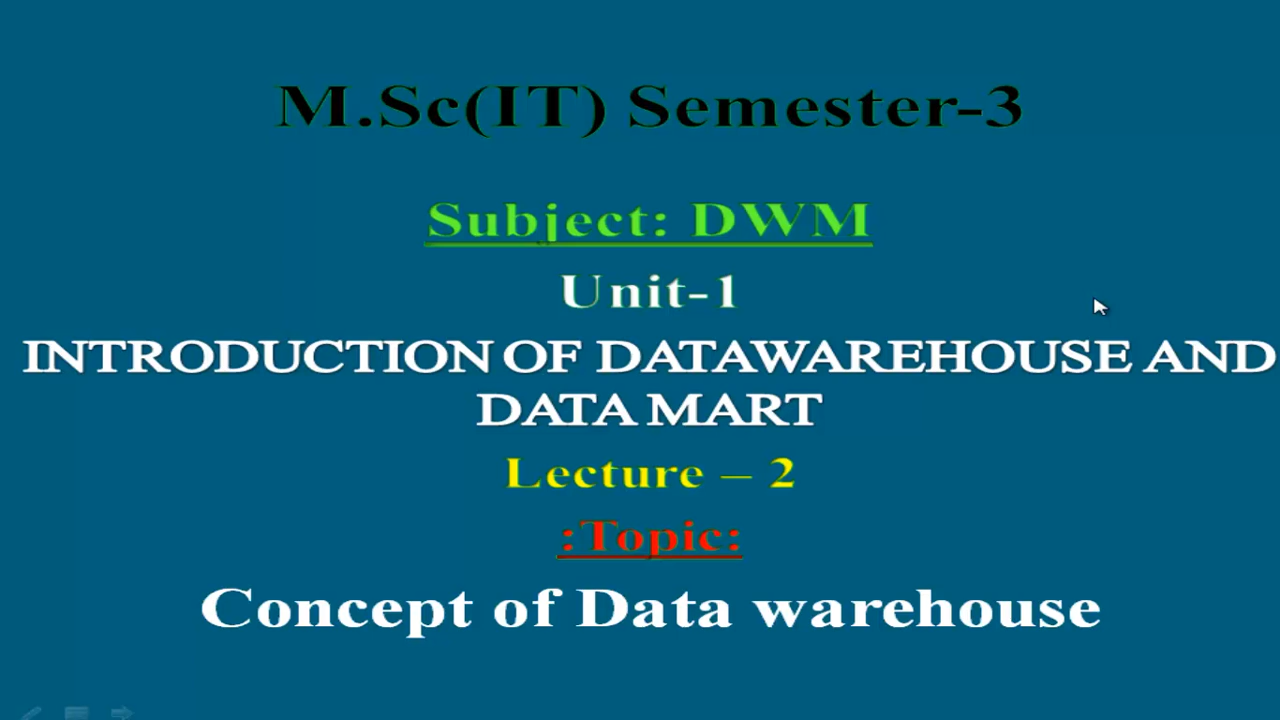 M.Sc(IT) Semester-3
Subject: DWM
Unit-1
INTRODUCTION OF DATAWAREHOUSE AND
DATA MART
Lecture – 2
:Topic:
Concept of Data warehouse